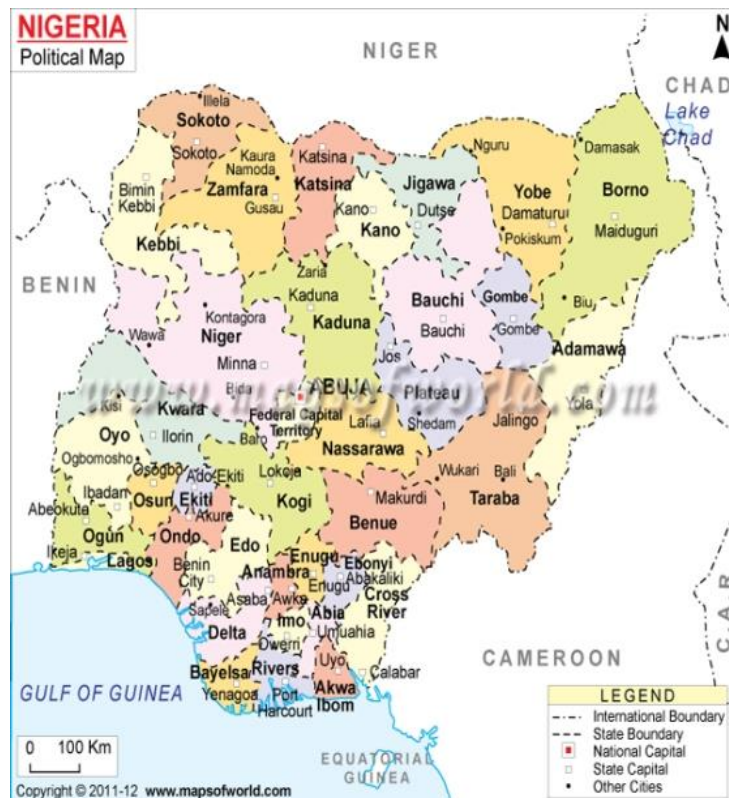 NIGERIA
Political Map
N
NIGER
CHAD
Lake
Chad
Illela
Sokoto
Sokoto
Kaura
Namoda
Zamfara
Gusau
Katsina
Katsina
Bimin
Kebbi
Kebbi
Kano
Kano
Jigawa
Dutse
Nguru
Yobe
Damaturu
Pokiskum
Damasak
Borno
Maiduguri
Biu
BENIN
Zaria
Kaduna
Kaduna
Kontagora
Niger
Wawa
Minna
Bida
Baro
Bauchi
Bauchi
Gombe
Gombe
Adamawa
Yola
Jos
Plateau
Shedam
ABUJA
Federal Capital
Territory
www.mapsofworld.com
Lafia
Nassarawa
Jalingo
Wukari
Bali
Taraba
Kisi
Kwara
Ilorin
Oyo
Ogbomosho
Ibadan
Osogbo
Osun
Ado-Ekiti
Ekiti
Akure
Ondo
Lokoja
Kogi
Makurdi
Benue
Abeokuta
Ogun
Ikeja
Lagos
Edo
Benin
City
Enugu
Enugu
Ebonyi
Abakaliki
Anambra
Awka
Asaba
Cross
River
Sapele
Delta
Imo
Owerri
Abia
Umuahia
Bayelsa
Yenagoa
Rivers
Port
Harcourt
Uyo
Akwa
Ibom
Calabar
CAMEROON
C.A.R.
GULF OF GUINEA
EQUATORIAL
GUINEA
0 100 Km
LEGEND
International Boundary
State Boundary
National Capital
State Capital
Other Cities
Copyright © 2011-12 www.mapsofworld.com